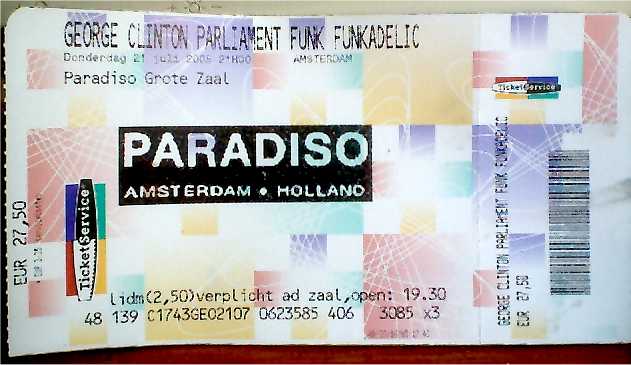 GEORGE CLINTON PARLIAMENT FUNK FUNKADELIC
Donderdag 21 juli 2005 21H00 AMSTERDAM
Paradiso Grote Zaal
PARADISO
AMSTERDAM • HOLLAND
EUR 27,50
TicketService
lidm(2,50)verplicht ad zaal,open: 19.30
48 139 C1743GEO2107 0623585 406 3085 x3
TicketService
GEORGE CLINTON PARLIAMENT FUNK FUNKADELIC
EUR 27,50